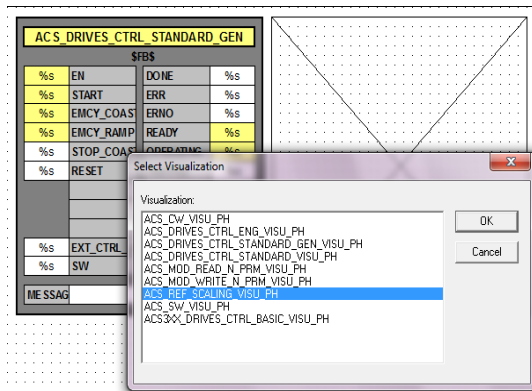 ACS_DRIVES_CTRL_STANDARD_GEN
$FB$
%s EN DONE %s
%s START ERR %s
%s EMCY_COAST ERNO %s
%s EMCY_RAMP READY %s
%s STOP_COAST OPERATING %s
%s RESET
%s EXT_CTRL_
%s SW
MESSAG
Select Visualization
Visualization:
ACS_CW_VISU_PH
ACS_DRIVES_CTRL_ENG_VISU_PH
ACS_DRIVES_CTRL_STANDARD_GEN_VISU_PH
ACS_DRIVES_CTRL_STANDARD_VISU_PH
ACS_MOD_READ_N_PRM_VISU_PH
ACS_MOD_WRITE_N_PRM_VISU_PH
ACS_REF_SCALING_VISU_PH
ACS_SW_VISU_PH
ACS3XX_DRIVES_CTRL_BASIC_VISU_PH
OK
Cancel